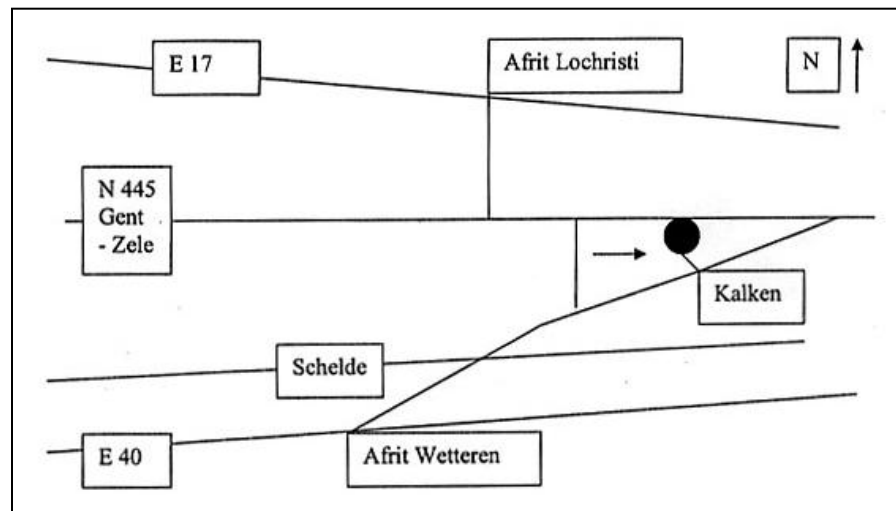 E 17
Afrit Lochristi
N
N 445
Gent
- Zele
Kalken
Schelde
E 40
Afrit Wetteren